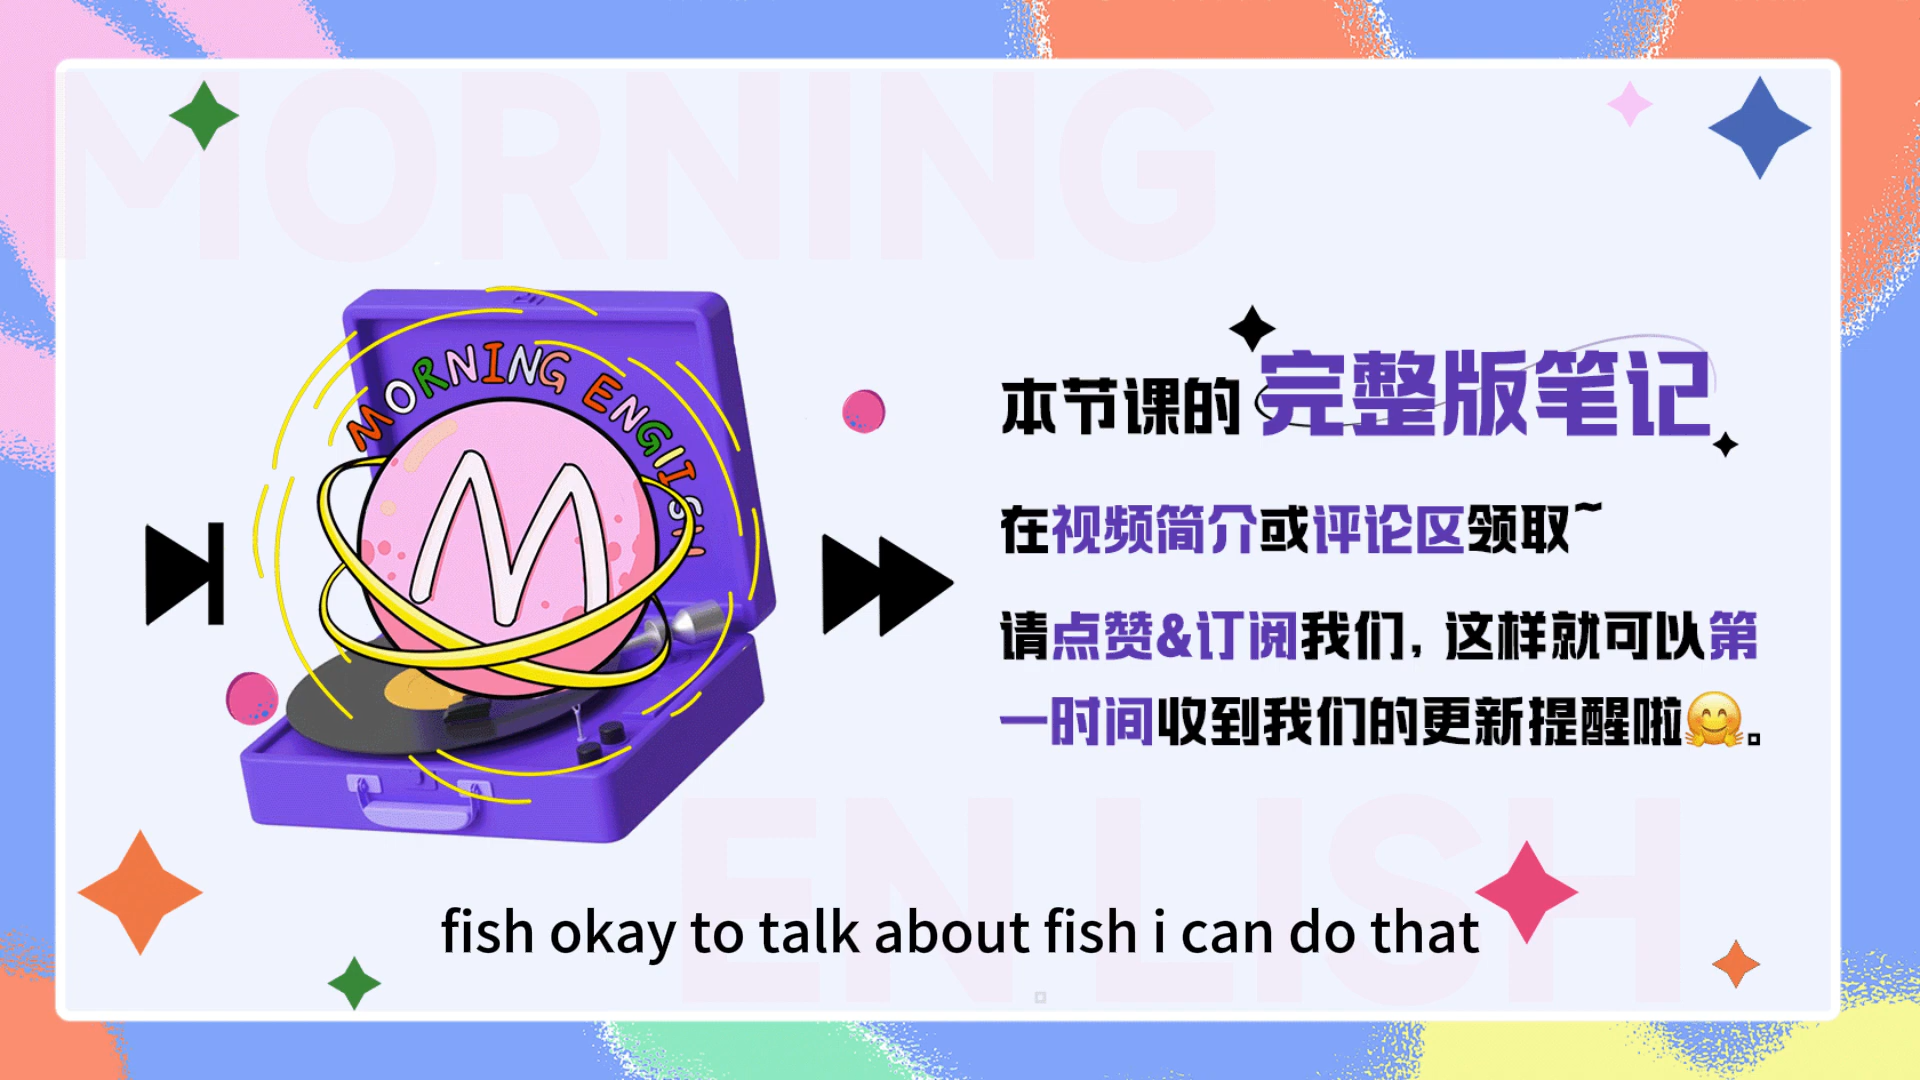 MORNING
MORNING ENGlISH
M
本节课的 完整版笔记
在视频简介或评论区领取~
请点赞&订阅我们，这样就可以第
一时间收到我们的更新提醒啦🤗。
EN LISH
fish okay to talk about fish i can do that